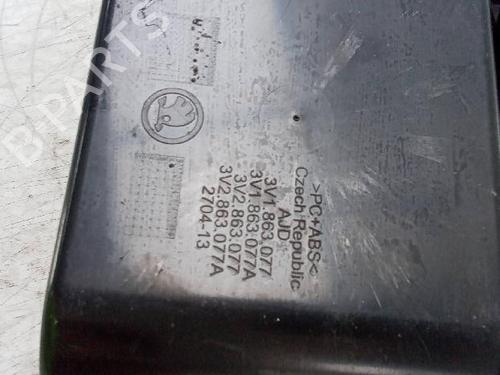 >PC+ABS<
Czech Republic
AJD
3V1.863.077
3V1.863.077A
3V2.863.077
3V2.863.077A
2704-13
B PARTS